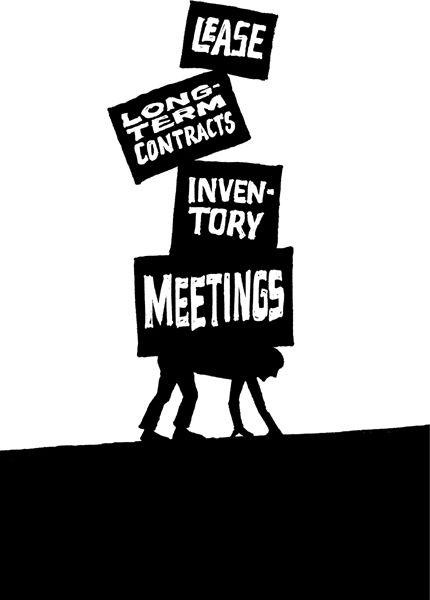 LEASE
LONG-
TERM
CONTRACTS
INVEN-
TORY
MEETINGS